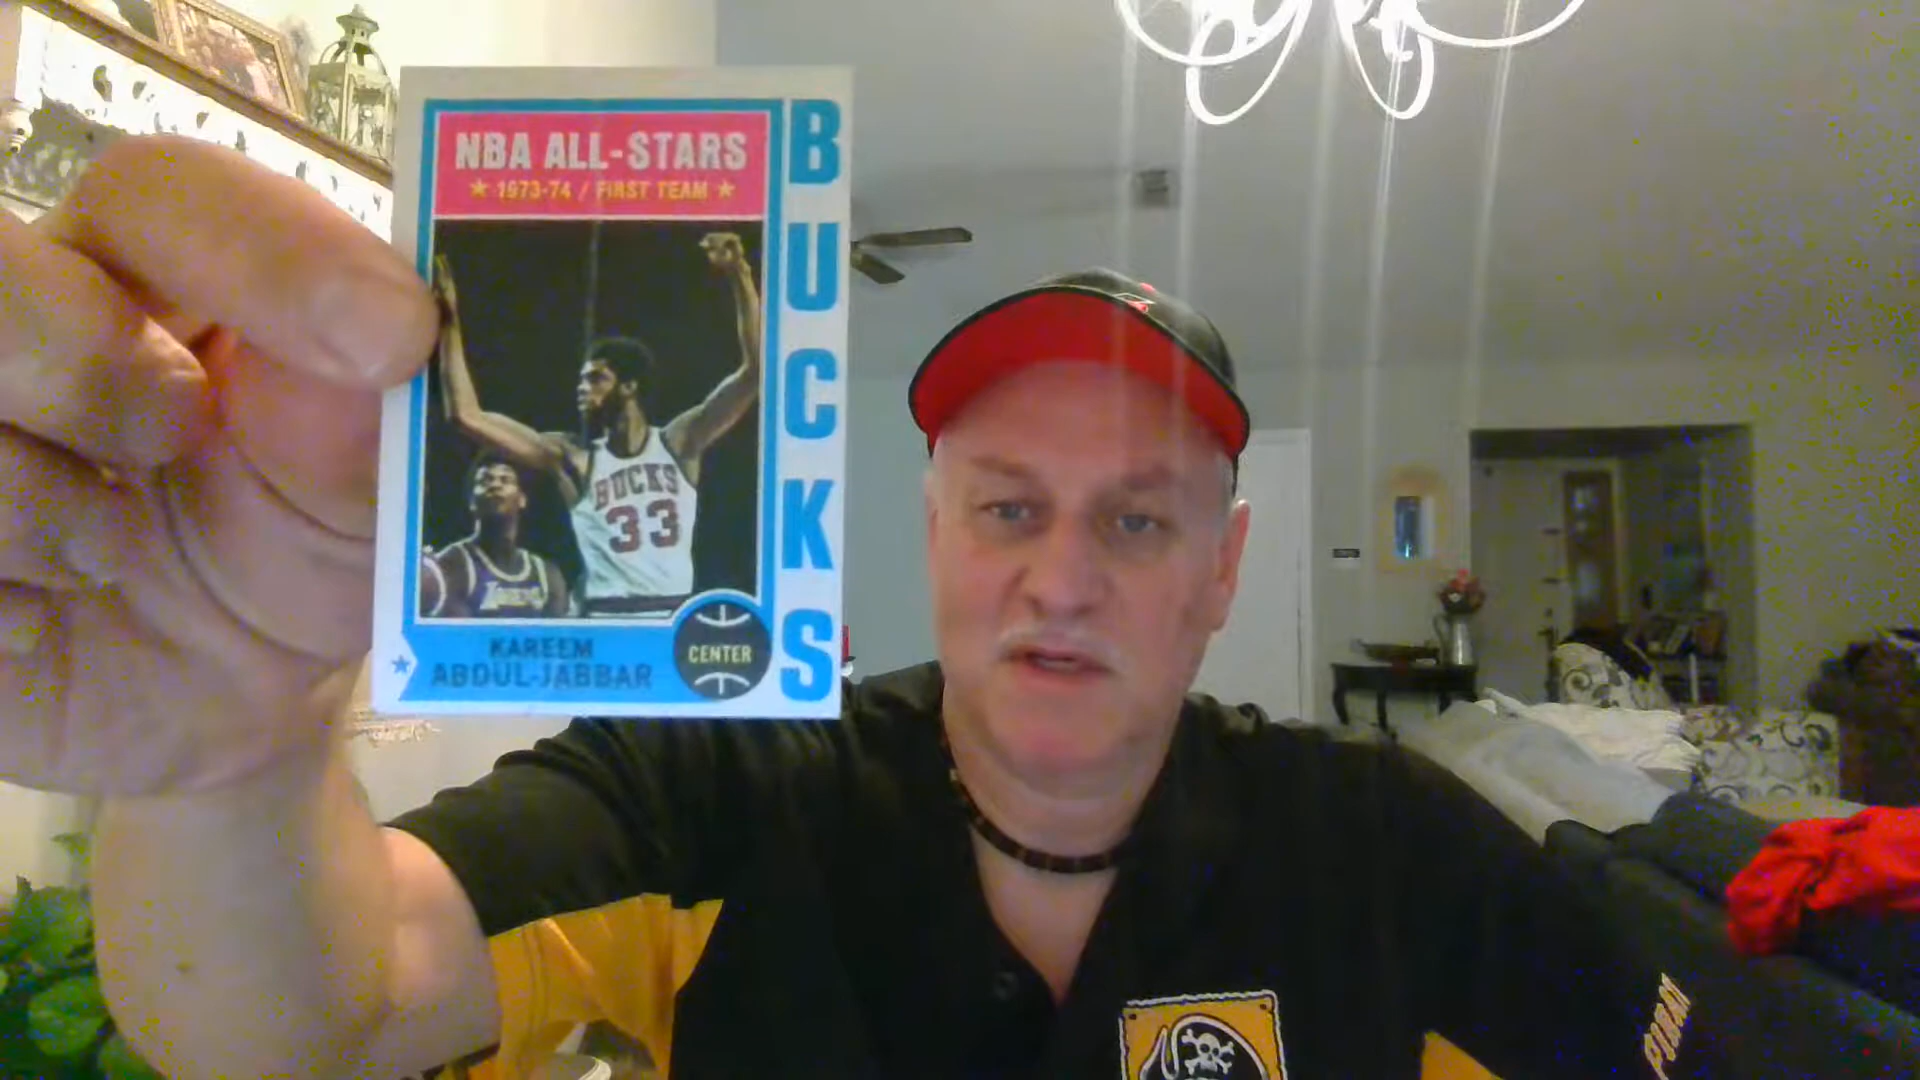 NBA ALL-STARS
★ 1973-74 / FIRST TEAM ★
BUCKS
BUCKS
33
KAREEM
ABDUL-JABBAR
CENTER